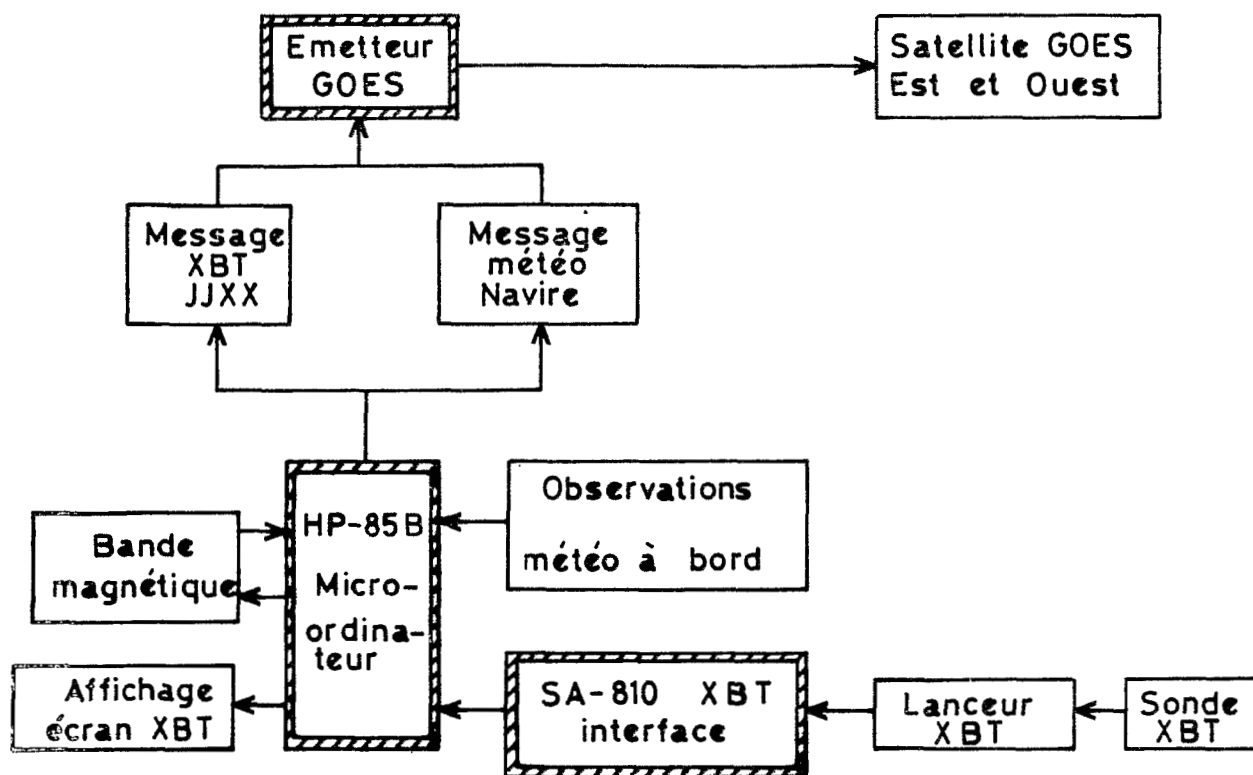 Emetteur
GOES
Satellite GOES
Est et Ouest
Message
XBT
JJXX
Message
météo
Navire
HP-85B
Micro-
ordina-
teur
Observations
météo à bord
Bande
magnétique
Affichage
écran XBT
SA-810 XBT
interface
Lanceur
XBT
Sonde
XBT